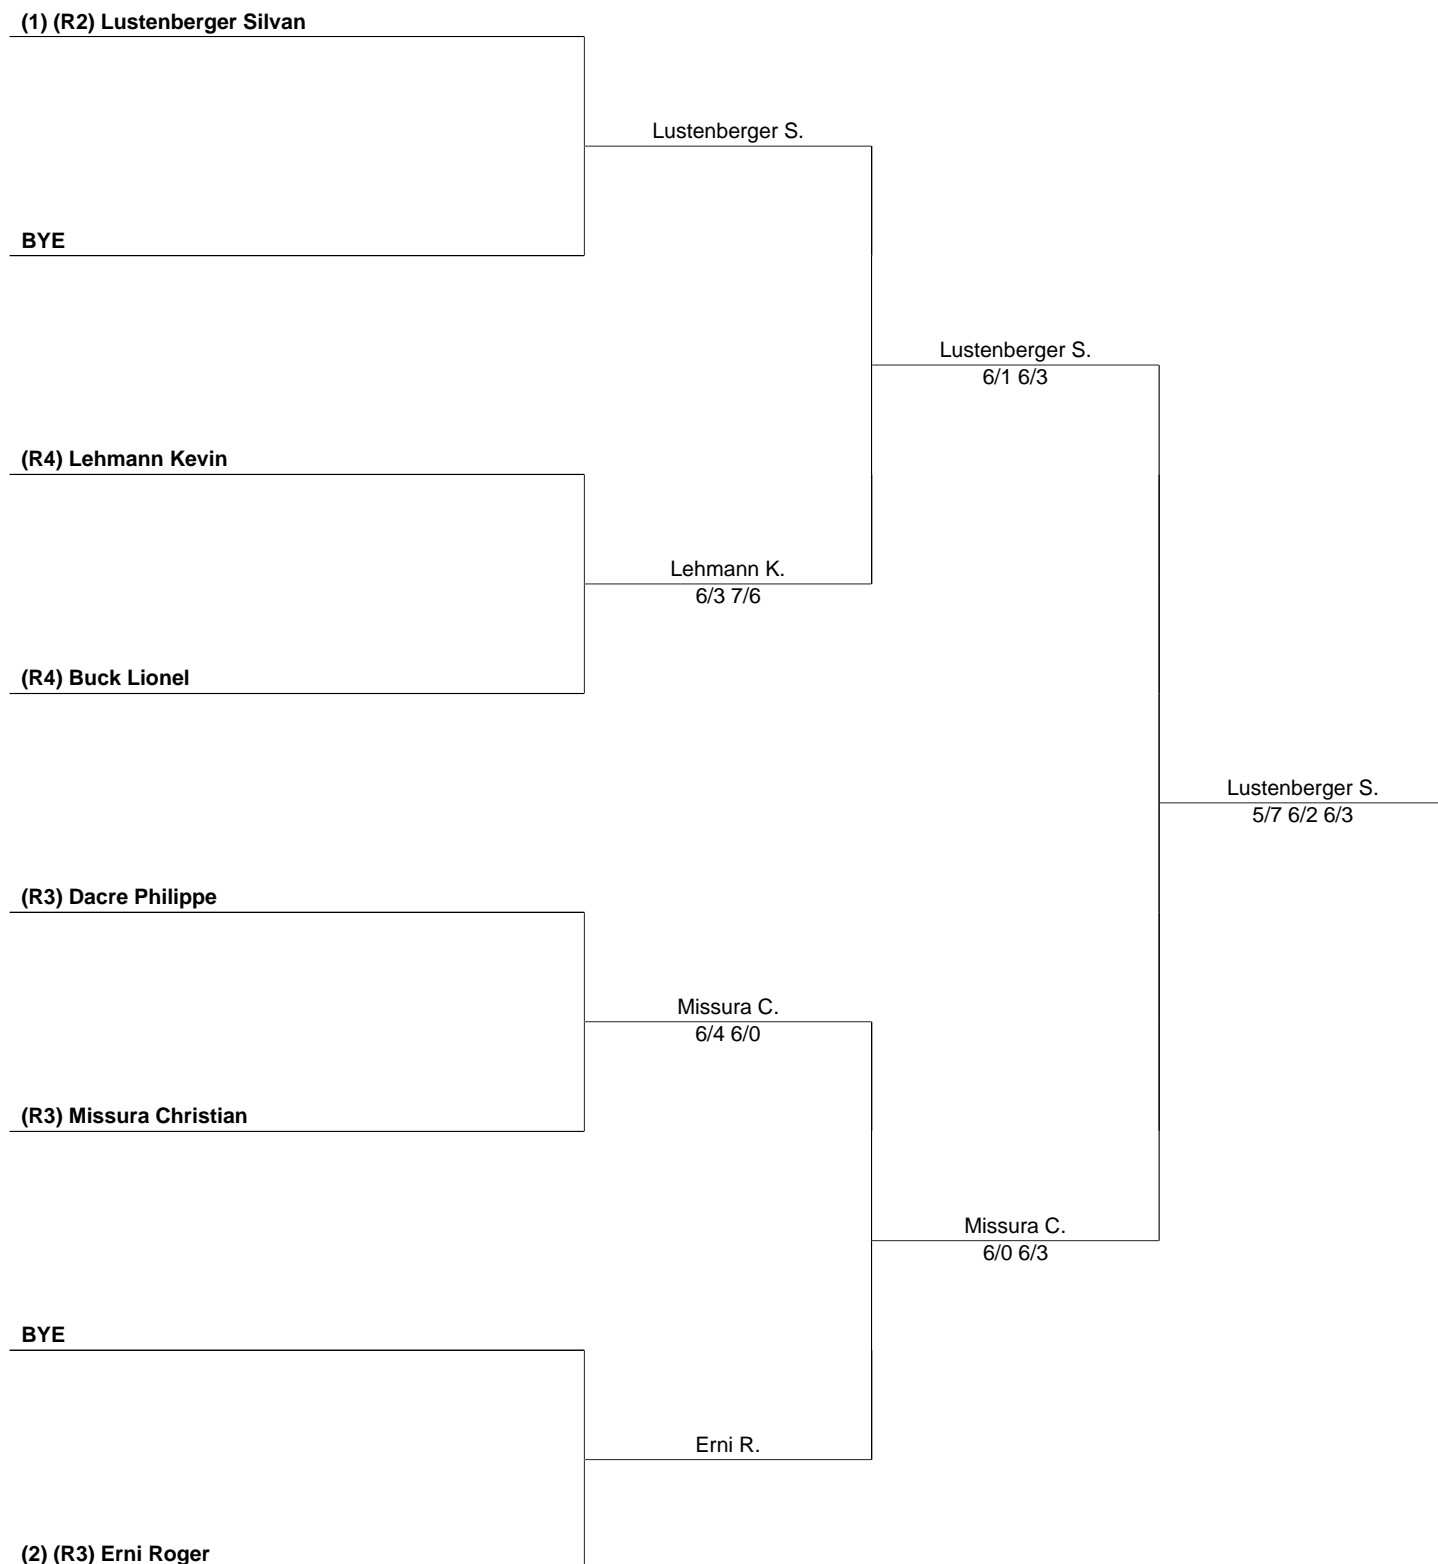 (1) (R2) Lustenberger Silvan
Lustenberger S.
BYE
Lustenberger S.
6/1 6/3
(R4) Lehmann Kevin
Lehmann K.
6/3 7/6
(R4) Buck Lionel
Lustenberger S.
5/7 6/2 6/3
(R3) Dacre Philippe
Missura C.
6/4 6/0
(R3) Missura Christian
Missura C.
6/0 6/3
BYE
Erni R.
(2) (R3) Erni Roger